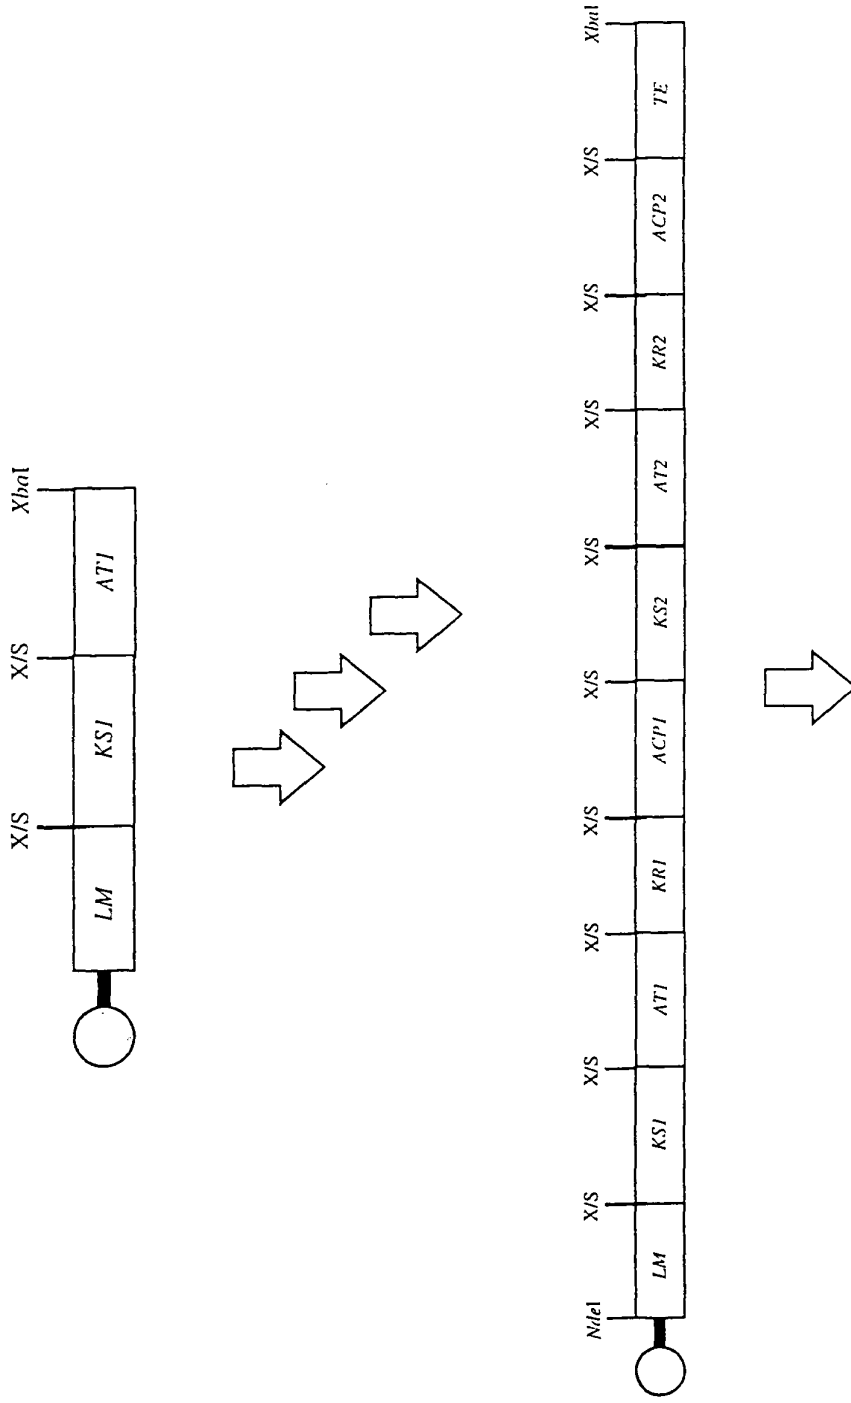 X/S X/S XbaI
LM KS1 AT1
NdeI X/S X/S X/S X/S X/S X/S X/S X/S X/S XbaI
LM KS1 AT1 KR1 ACP1 KS2 AT2 KR2 ACP2 TE